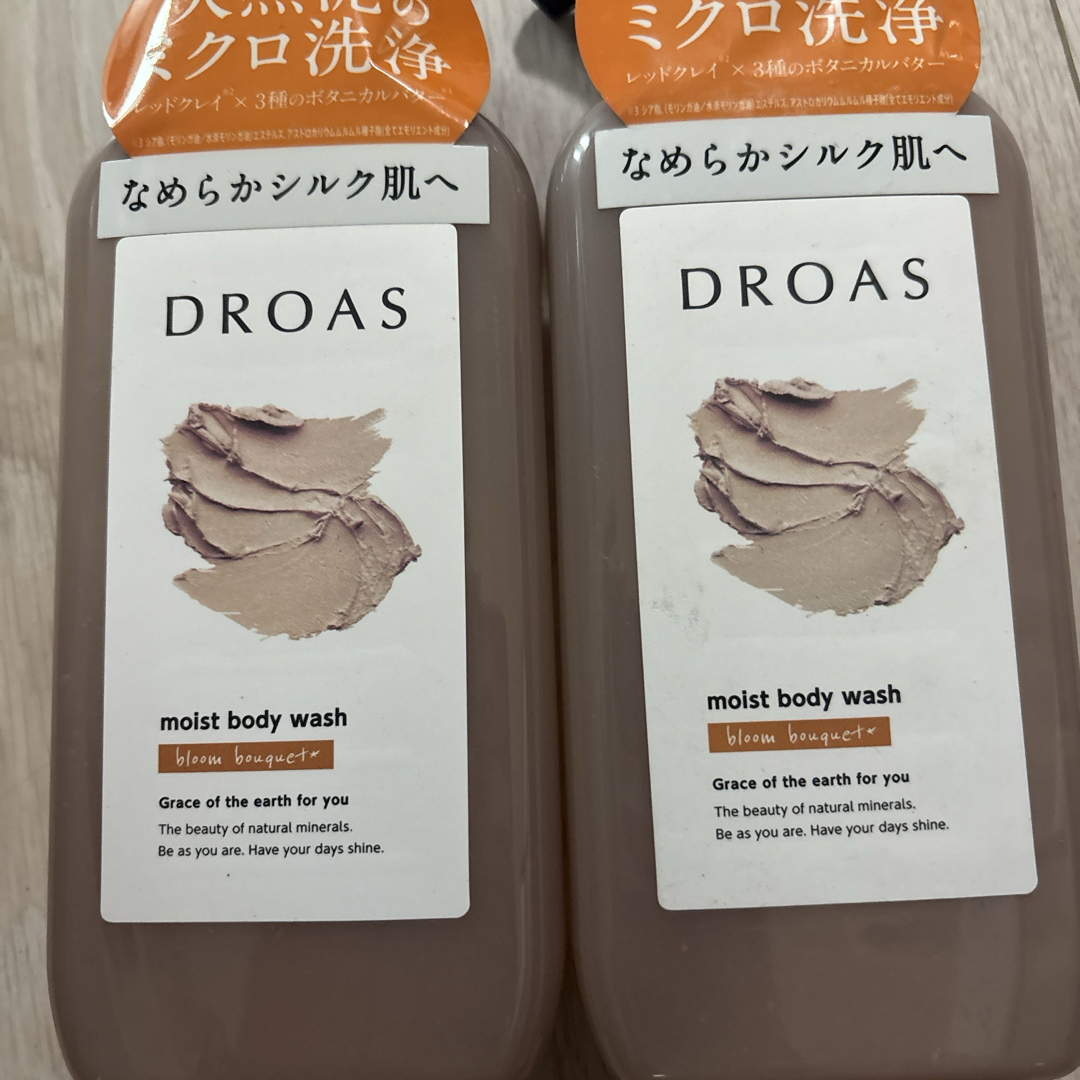 天然泥の
ミクロ洗浄
レッドクレイ*² × 3種のボタニカルバター
なめらかシルク肌へ
DROAS
moist body wash
bloom bouquet*
Grace of the earth for you
The beauty of natural minerals.
Be as you are. Have your days shine.
ミクロ洗浄
レッドクレイ × 3種のボタニカルバター
なめらかシルク肌へ
DROAS
moist body wash
bloom bouquet*
Grace of the earth for you
The beauty of natural minerals.
Be as you are. Have your days shine.